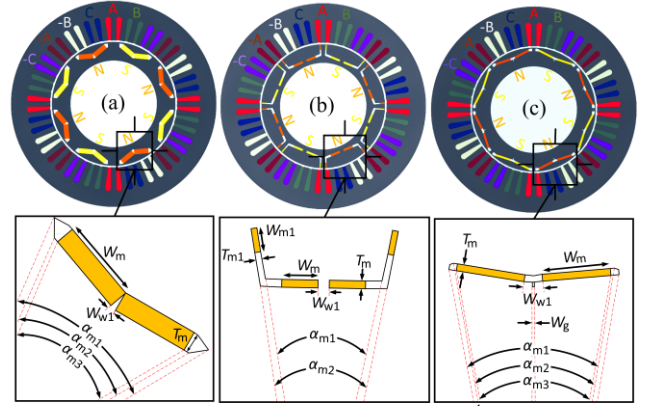 -B C A B
-C
N S
S N
(a)
N S
S N
-B C A B
-C
N S
S N
(b)
N S
S N
-B C A B
-C
N S
S N
(c)
N S
S N
Wm
Ww1
Tm
αm1
αm2
αm3
Wm1
Tm1
Wm
Tm
Ww1
αm1
αm2
Tm
Wm
Ww1
Wg
αm1
αm2
αm3